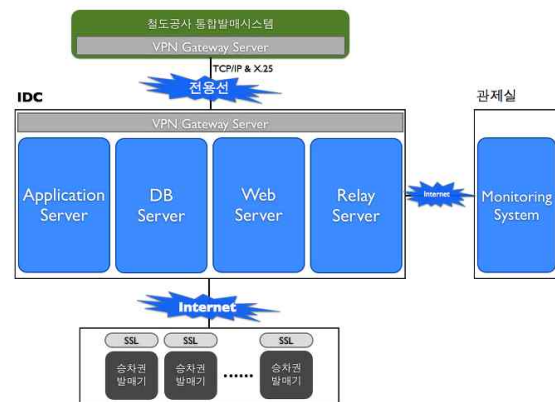 철도공사 통합발매시스템
VPN Gateway Server
TCP/IP & X.25
전용선
IDC
관제실
VPN Gateway Server
Application
Server
DB
Server
Web
Server
Relay
Server
Internet
Monitoring
System
Internet
SSL
SSL
SSL
승차권
발매기
승차권
발매기
......
승차권
발매기